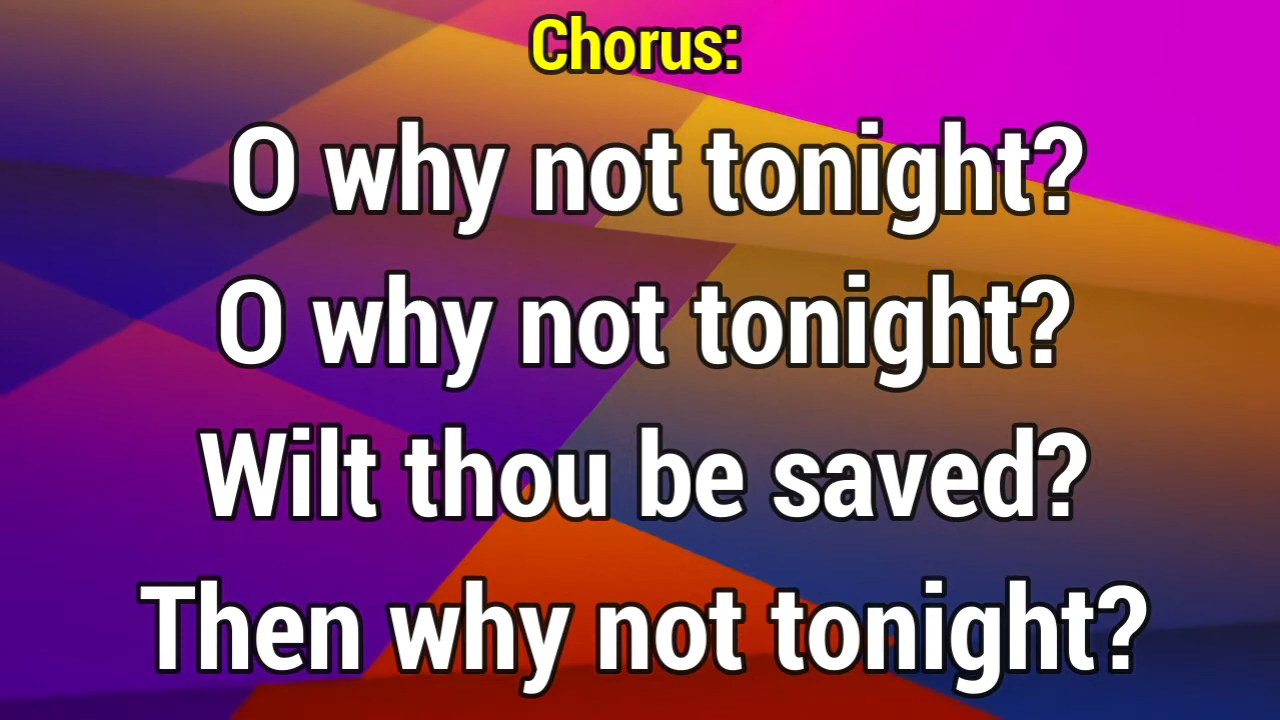 Chorus:
O why not tonight?
O why not tonight?
Wilt thou be saved?
Then why not tonight?